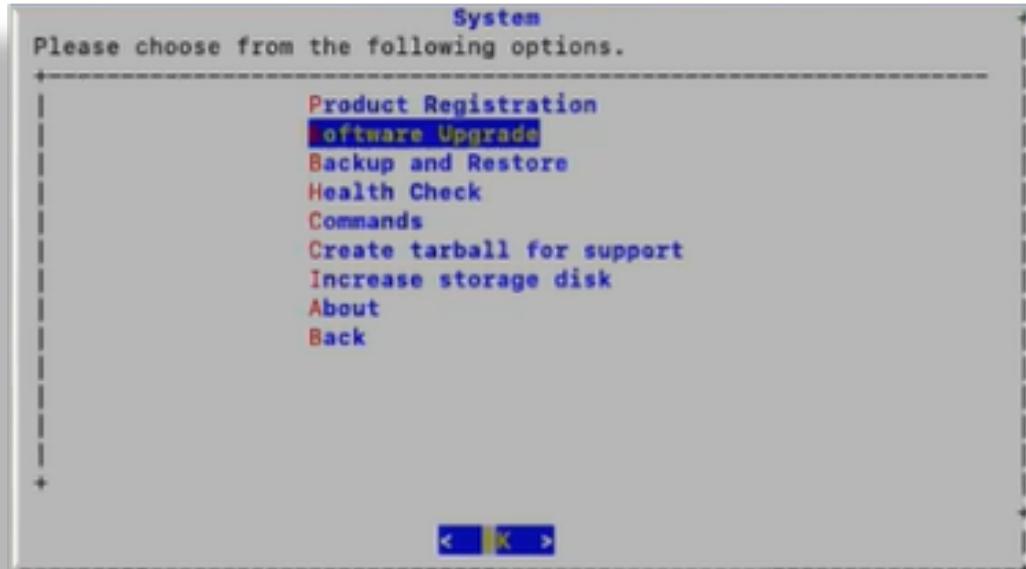 System
Please choose from the following options.
Product Registration
Software Upgrade
Backup and Restore
Health Check
Commands
Create tarball for support
Increase storage disk
About
Back
< OK >